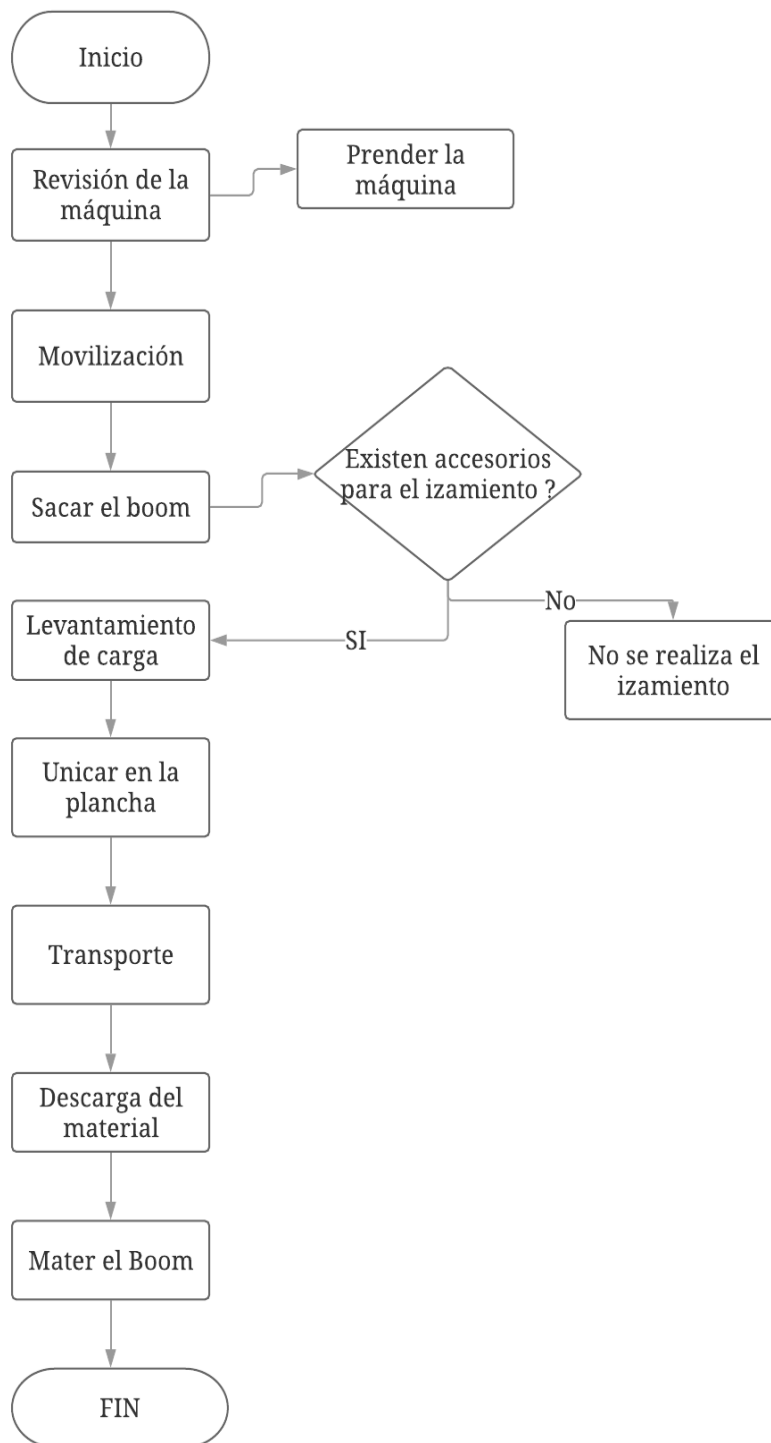 Inicio
Revisión de la
máquina
Prender la
máquina
Movilización
Sacar el boom
Existen accesorios
para el izamiento ?
No
SI
Levantamiento
de carga
No se realiza el
izamiento
Unicar en la
plancha
Transporte
Descarga del
material
Mater el Boom
FIN